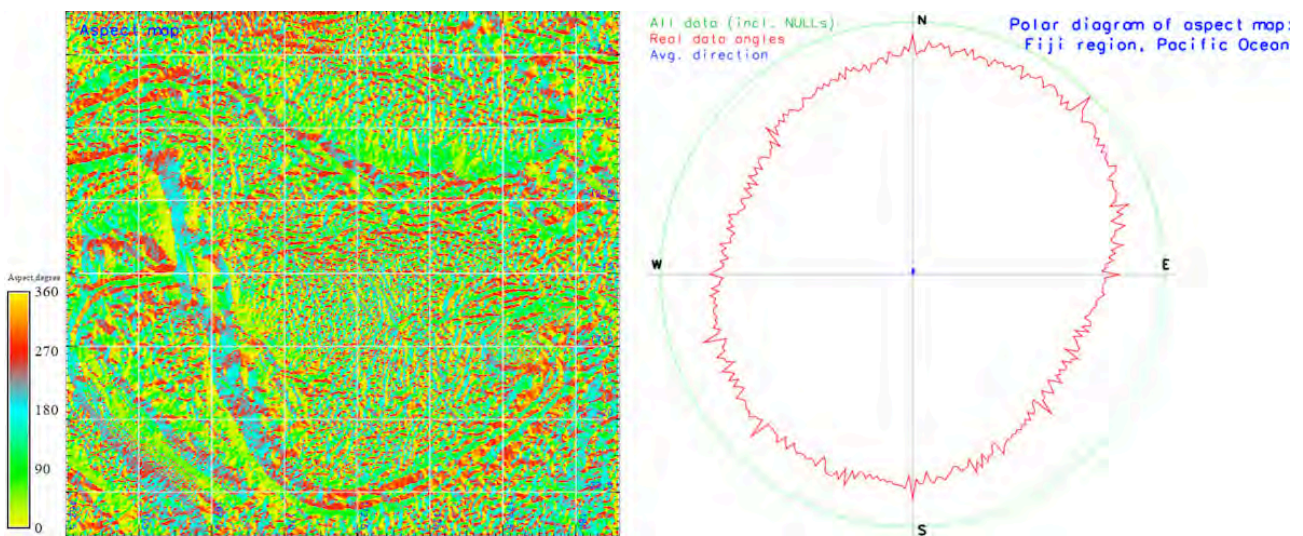 Aspect map
Aspect,degree
360
270
180
90
0
All data (incl. NULLs)
Real data angles
Avg. direction
Polar diagram of aspect map:
Fiji region, Pacific Ocean
N
W
E
S